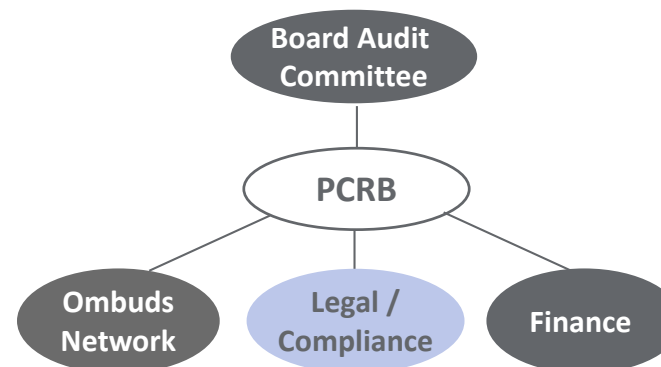 Board Audit
Committee
PCRB
Ombuds
Network
Legal /
Compliance
Finance